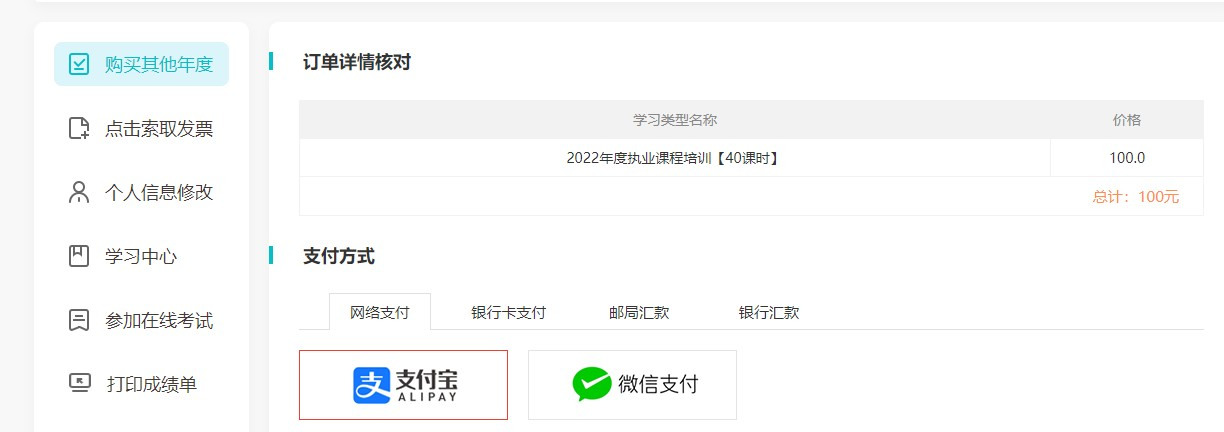 购买其他年度
点击索取发票
个人信息修改
学习中心
参加在线考试
打印成绩单
订单详情核对
学习类型名称 价格
2022年度执业课程培训【40课时】 100.0
总计：100元
支付方式
网络支付 银行卡支付 邮局汇款 银行汇款
支 支付宝 ALIPAY 微信支付